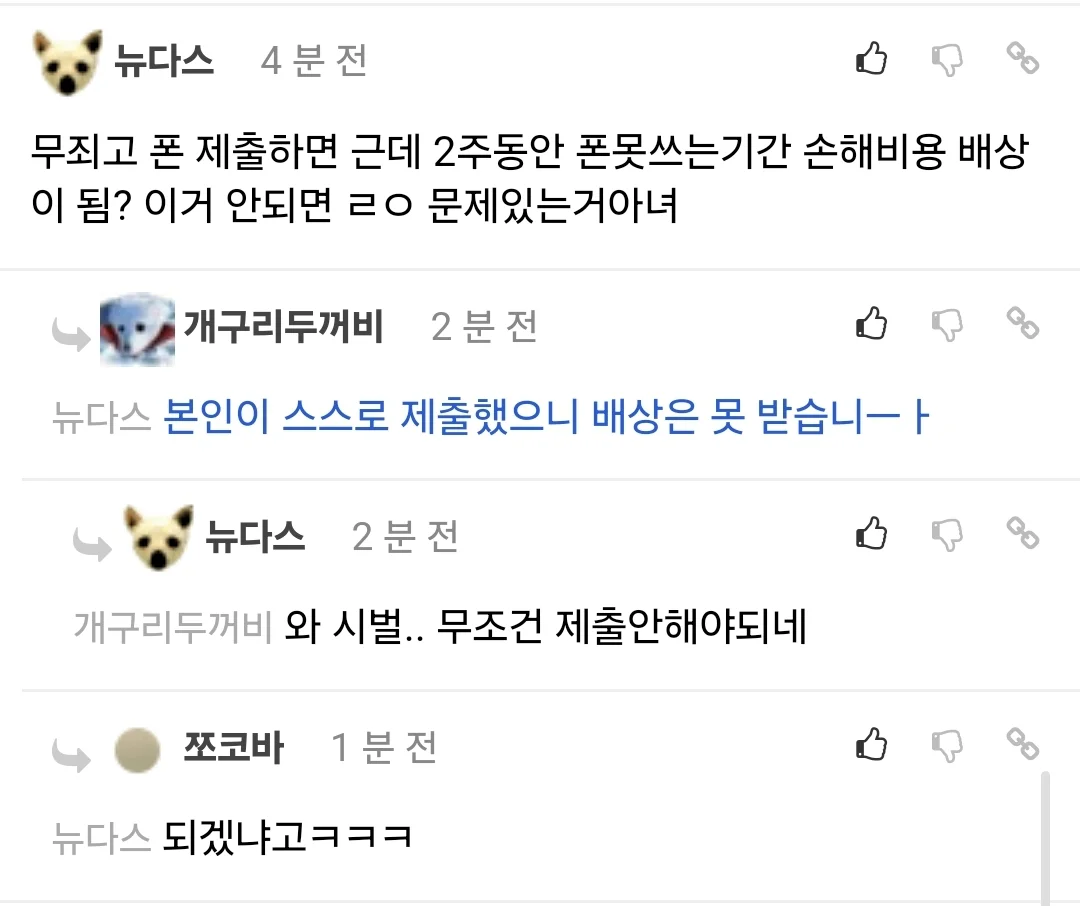 뉴다스 4 분 전
무죄고 폰 제출하면 근데 2주동안 폰못쓰는기간 손해비용 배상
이 됨? 이거 안되면 ㄹㅇ 문제있는거아녀
개구리두꺼비 2 분 전
뉴다스 본인이 스스로 제출했으니 배상은 못 받습니ㅡㅏ
뉴다스 2 분 전
개구리두꺼비 와 시벌.. 무조건 제출안해야되네
쪼코바 1 분 전
뉴다스 되겠냐고ㅋㅋㅋ